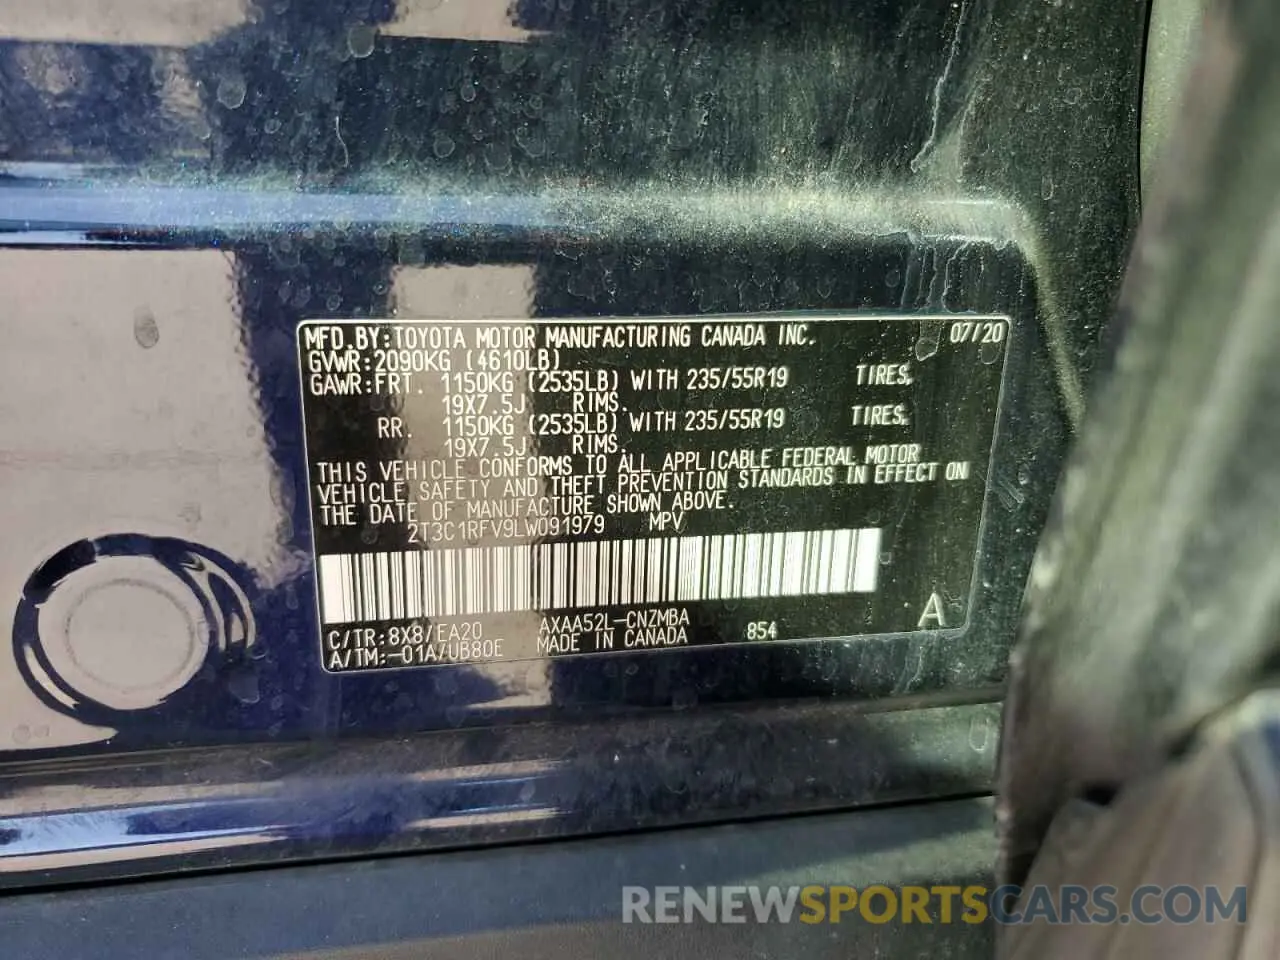 MFD.BY:TOYOTA MOTOR MANUFACTURING CANADA INC. 07/20
GVWR:2090KG (4610LB)
GAWR:FRT. 1150KG (2535LB) WITH 235/55R19 TIRES,
19X7.5J RIMS.
RR. 1150KG (2535LB) WITH 235/55R19 TIRES,
19X7.5J RIMS.
THIS VEHICLE CONFORMS TO ALL APPLICABLE FEDERAL MOTOR
VEHICLE SAFETY AND THEFT PREVENTION STANDARDS IN EFFECT ON
THE DATE OF MANUFACTURE SHOWN ABOVE.
2T3C1RFV9LW091979 MPV
C/TR:8X8/EA20 AXAA52L-CNZMBA 854 A
A/TM:-01A/UB80E MADE IN CANADA
RENEWSPORTSCARS.COM